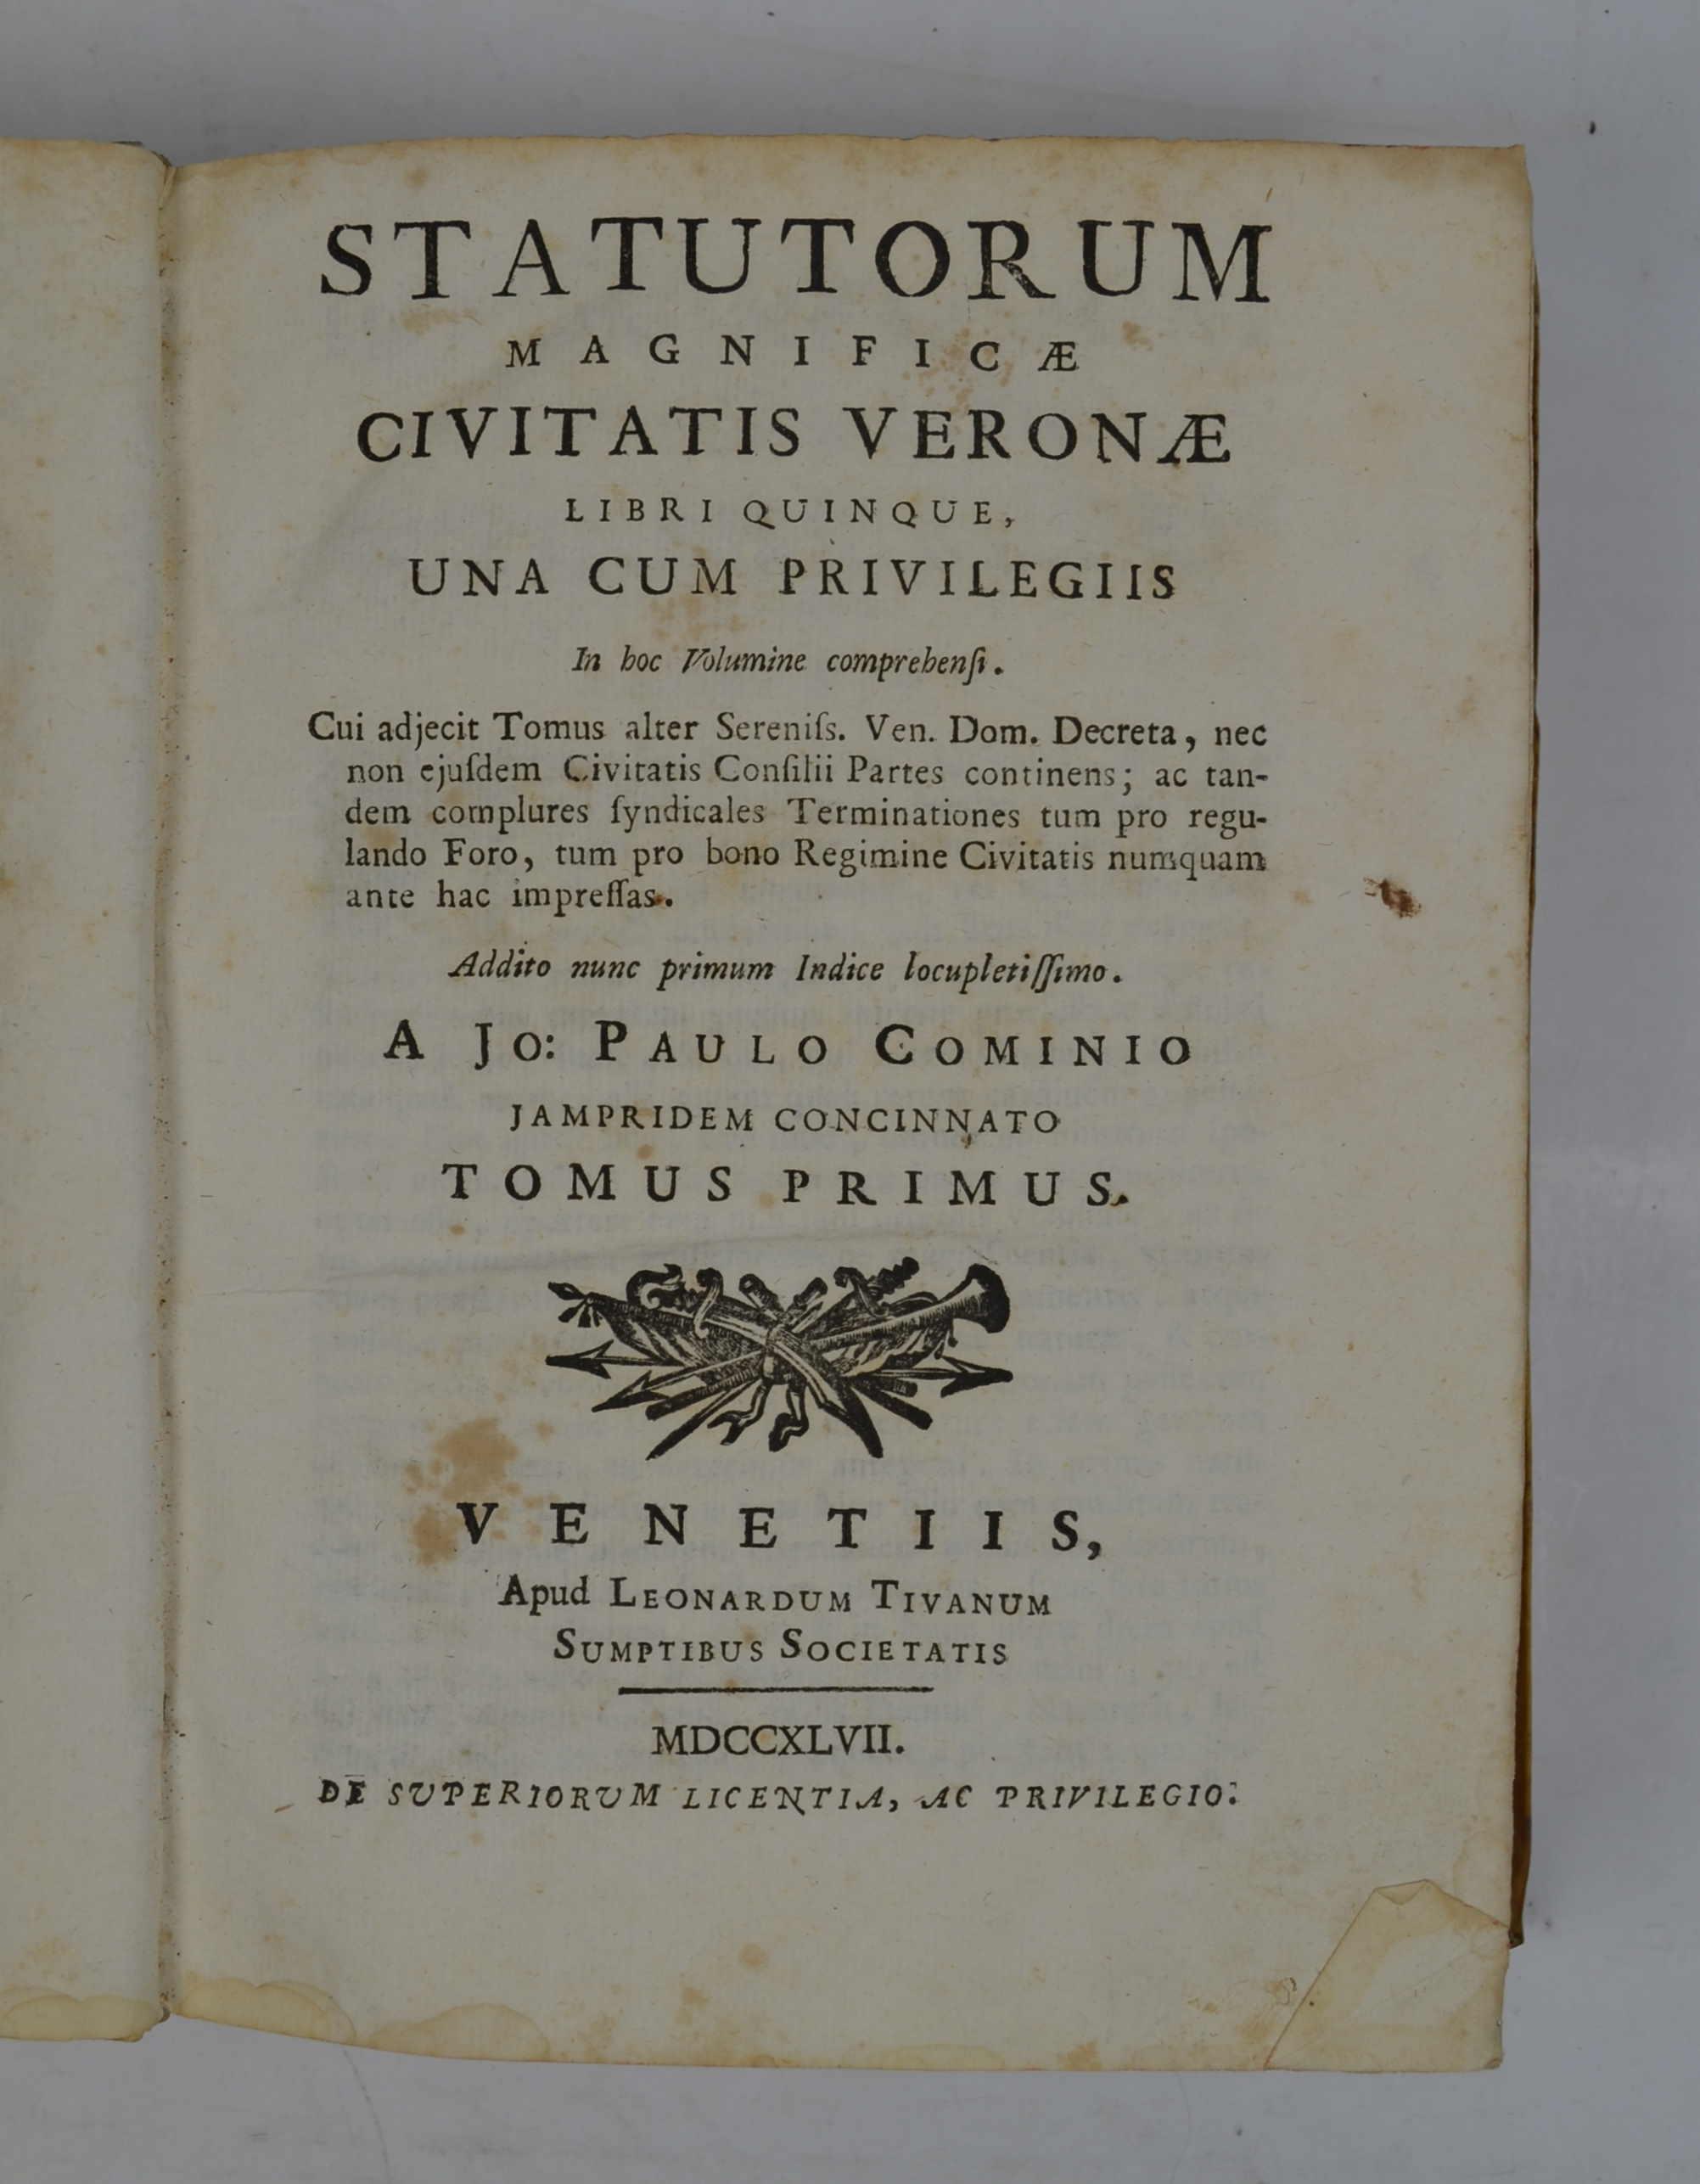 STATUTORUM
MAGNIFICÆ
CIVITATIS VERONÆ
LIBRI QUINQUE,
UNA CUM PRIVILEGIIS
In hoc Volumine comprehenſi.
Cui adjecit Tomus alter Sereniſs. Ven. Dom. Decreta, nec
non ejuſdem Civitatis Conſilii Partes continens; ac tan-
dem complures ſyndicales Terminationes tum pro regu-
lando Foro, tum pro bono Regimine Civitatis numquam
ante hac impreſſas.
Addito nunc primum Indice locupletiſſimo.
A JO: PAULO COMINIO
JAMPRIDEM CONCINNATO
TOMUS PRIMUS.
VENETIIS,
Apud LEONARDUM TIVANUM
SUMPTIBUS SOCIETATIS
MDCCXLVII.
DE SUPERIORUM LICENTIA, AC PRIVILEGIO.